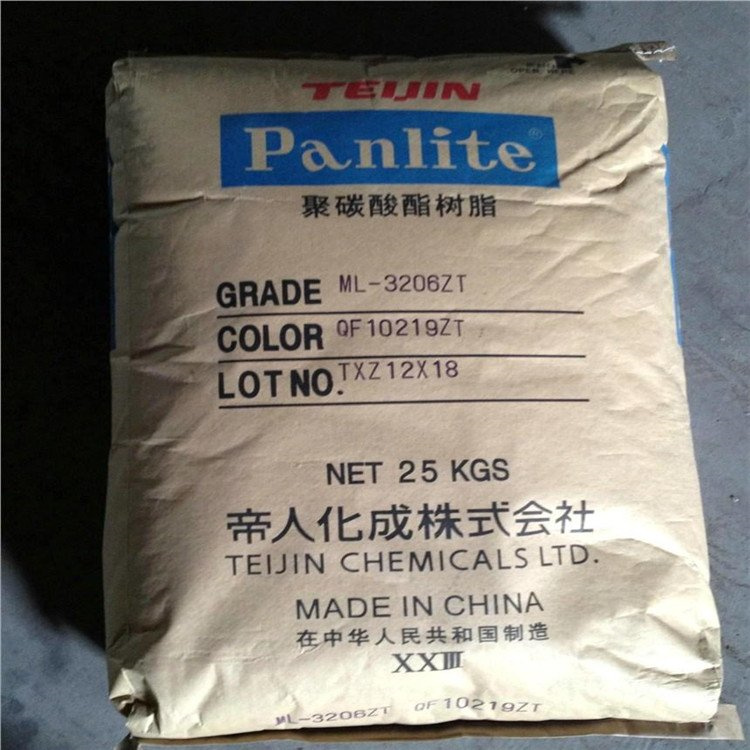 OPEN HERE
TEIJIN
Panlite®
聚碳酸酯树脂
GRADE ML-3206ZT
COLOR QF10219ZT
LOT NO. TXZ12X18
NET 25 KGS
帝人化成株式会社
TEIJIN CHEMICALS LTD.
MADE IN CHINA
在中华人民共和国制造
XXIII
ML-3206ZT QF10219ZT